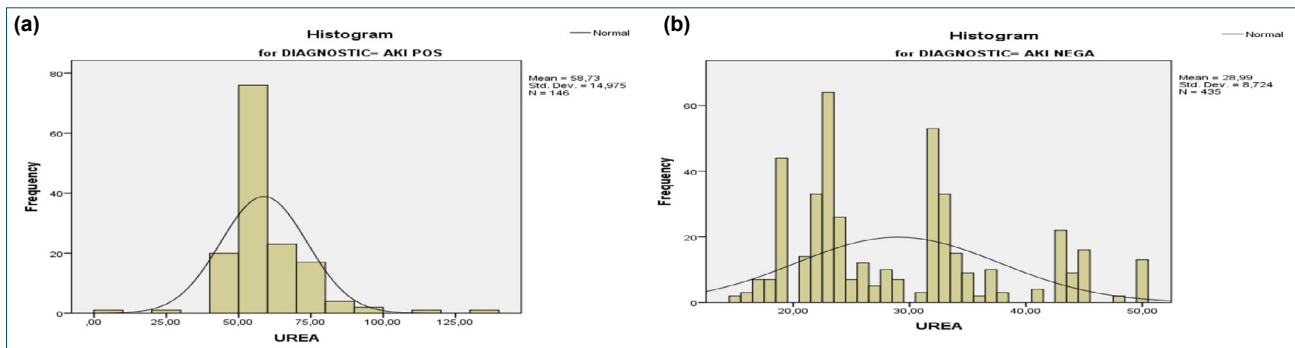 (a)
Histogram
for DIAGNOSTIC= AKI POS
Normal
Mean = 58,73
Std. Dev. = 14,975
N = 146
80
60
40
20
0
Frequency
,00
25,00
50,00
75,00
100,00
125,00
UREA
(b)
Histogram
for DIAGNOSTIC= AKI NEGA
Normal
Mean = 28,99
Std. Dev. = 8,724
N = 435
60
40
20
0
Frequency
20,00
30,00
40,00
50,00
UREA